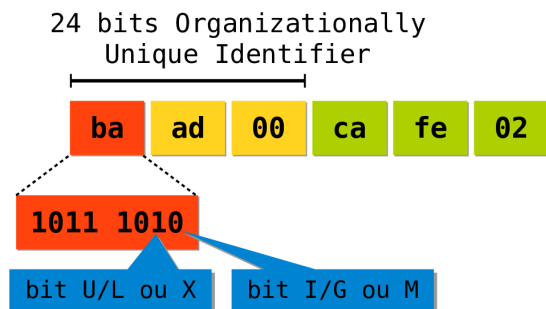 24 bits Organizationally
Unique Identifier
ba ad 00 ca fe 02
1011 1010
bit U/L ou X bit I/G ou M